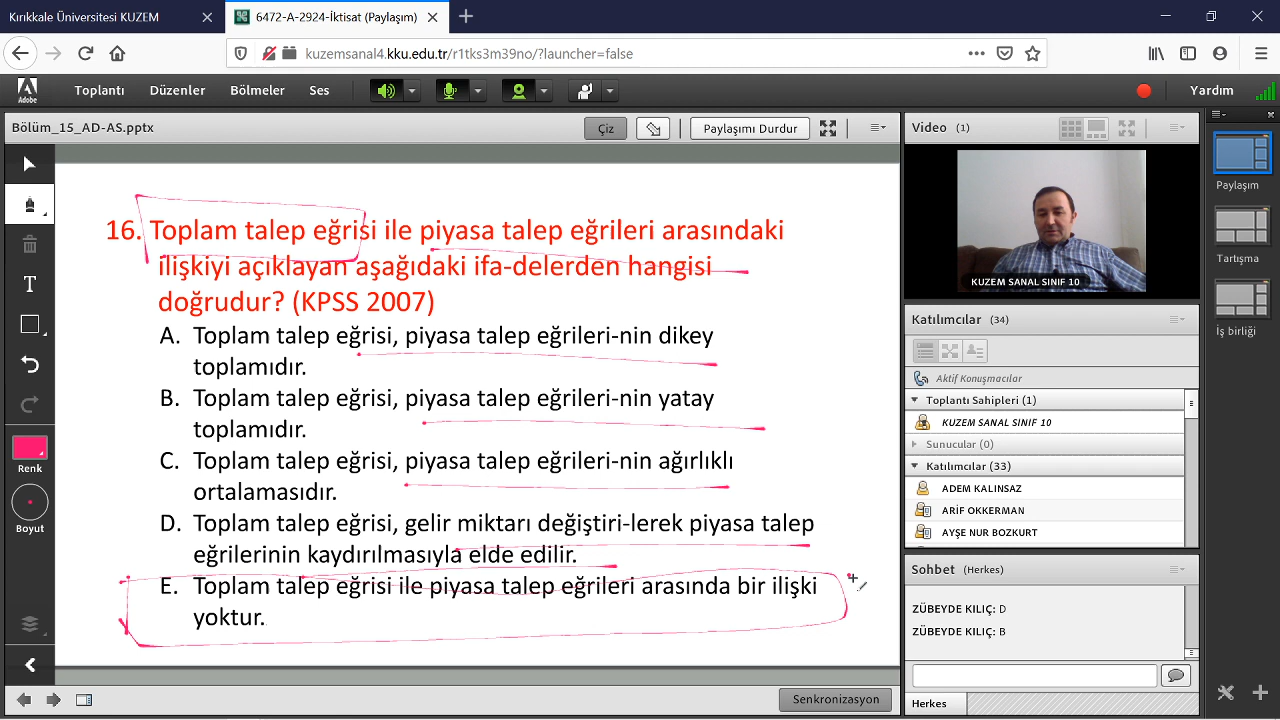 Kırıkkale Üniversitesi KUZEM
6472-A-2924-İktisat (Paylaşım)
kuzemsanal4.kku.edu.tr/r1tks3m39no/?launcher=false
Adobe
Toplantı
Düzenler
Bölmeler
Ses
Yardım
Bölüm_15_AD-AS.pptx
Çiz
Paylaşımı Durdur
Renk
Boyut
16. Toplam talep eğrisi ile piyasa talep eğrileri arasındaki
ilişkiyi açıklayan aşağıdaki ifa-delerden hangisi
doğrudur? (KPSS 2007)
A. Toplam talep eğrisi, piyasa talep eğrileri-nin dikey
toplamıdır.
B. Toplam talep eğrisi, piyasa talep eğrileri-nin yatay
toplamıdır.
C. Toplam talep eğrisi, piyasa talep eğrileri-nin ağırlıklı
ortalamasıdır.
D. Toplam talep eğrisi, gelir miktarı değiştiri-lerek piyasa talep
eğrilerinin kaydırılmasıyla elde edilir.
E. Toplam talep eğrisi ile piyasa talep eğrileri arasında bir ilişki
yoktur.
Senkronizasyon
Video (1)
KUZEM SANAL SINIF 10
Katılımcılar (34)
Aktif Konuşmacılar
Toplantı Sahipleri (1)
KUZEM SANAL SINIF 10
Sunucular (0)
Katılımcılar (33)
ADEM KALINSAZ
ARİF OKKERMAN
AYŞE NUR BOZKURT
Sohbet (Herkes)
ZÜBEYDE KILIÇ: D
ZÜBEYDE KILIÇ: B
Herkes
Paylaşım
Tartışma
İş birliği